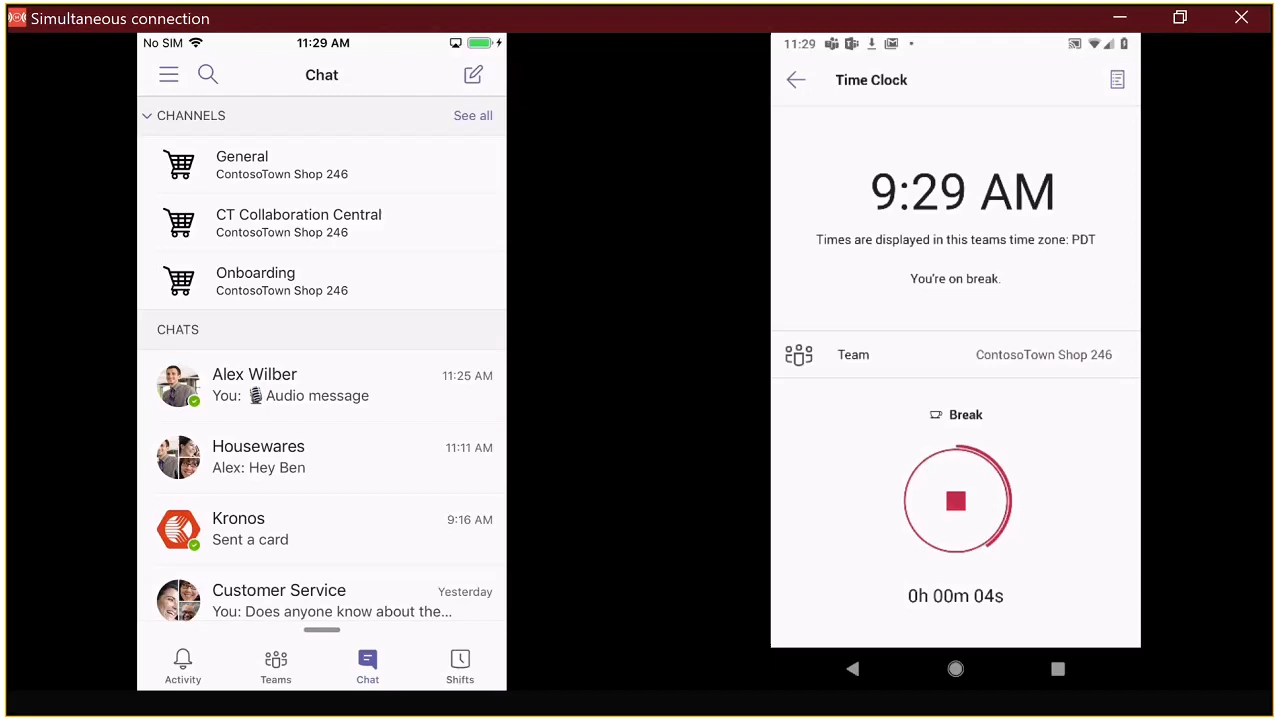 Simultaneous connection
No SIM 11:29 AM
Chat
CHANNELS See all
General
ContosoTown Shop 246
CT Collaboration Central
ContosoTown Shop 246
Onboarding
ContosoTown Shop 246
CHATS
Alex Wilber 11:25 AM
You: Audio message
Housewares 11:11 AM
Alex: Hey Ben
Kronos 9:16 AM
Sent a card
Customer Service Yesterday
You: Does anyone know about the...
Activity Teams Chat Shifts
11:29
Time Clock
9:29 AM
Times are displayed in this teams time zone: PDT
You're on break.
Team ContosoTown Shop 246
Break
0h 00m 04s